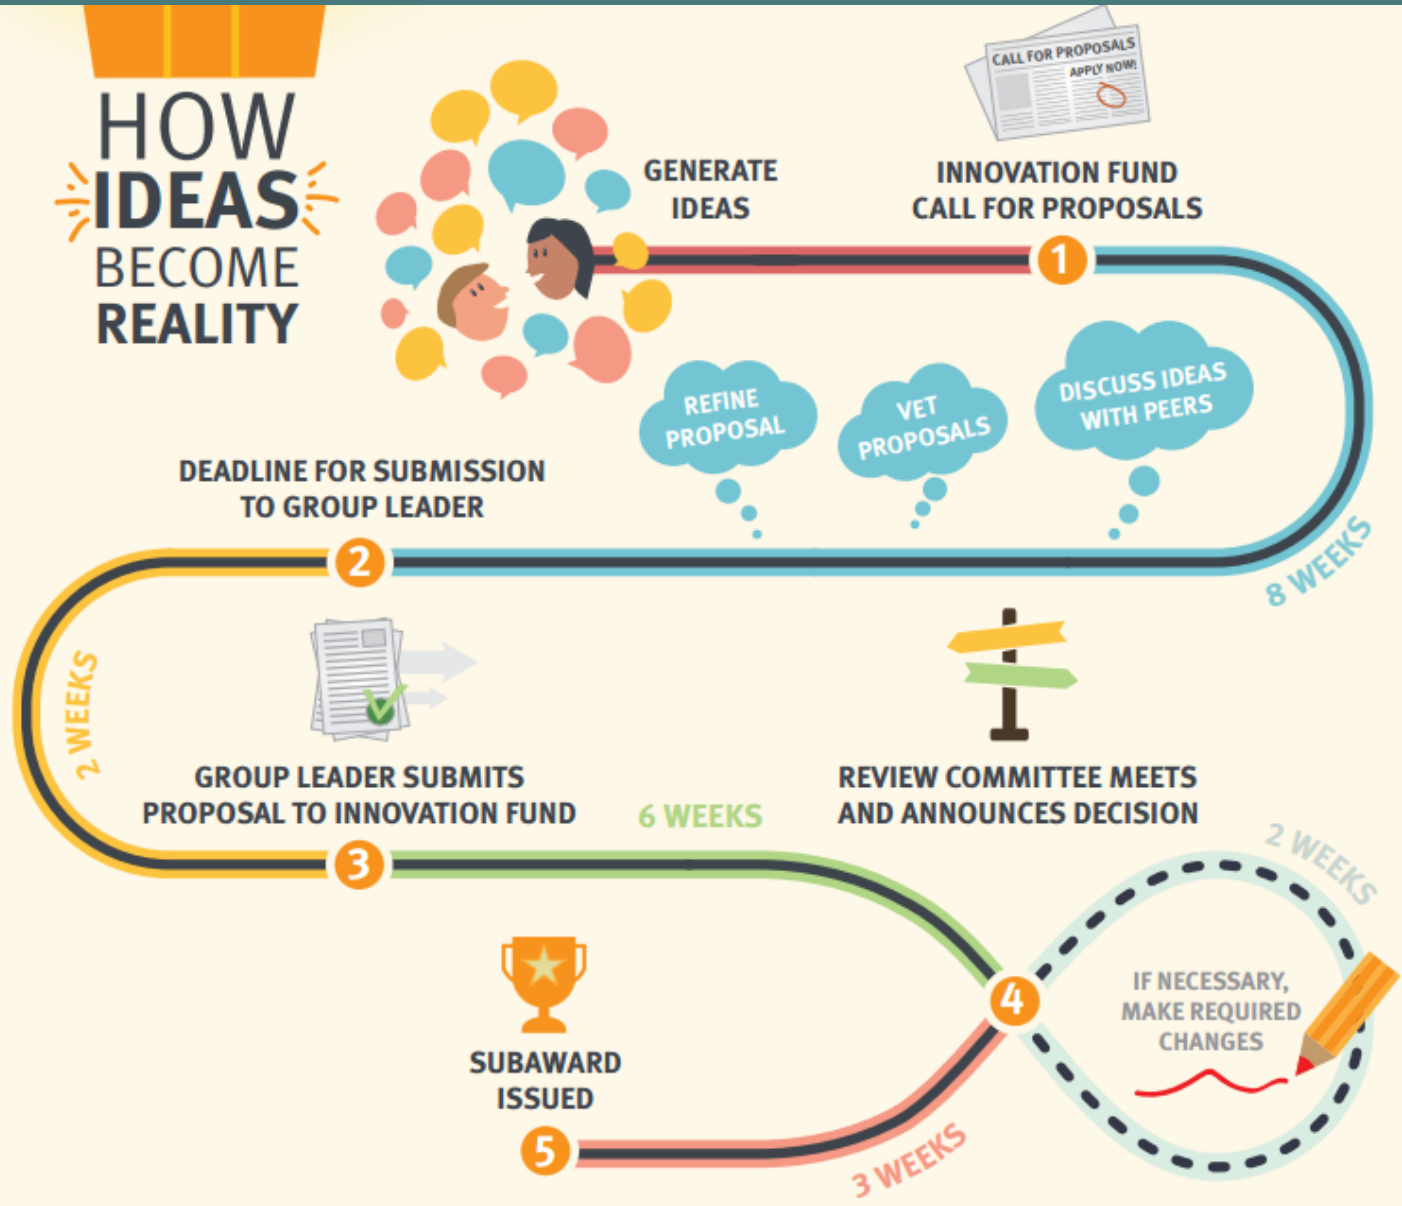 HOW
IDEAS
BECOME
REALITY
GENERATE
IDEAS
CALL FOR PROPOSALS
APPLY NOW!
INNOVATION FUND
CALL FOR PROPOSALS
1
REFINE
PROPOSAL
VET
PROPOSALS
DISCUSS IDEAS
WITH PEERS
8 WEEKS
DEADLINE FOR SUBMISSION
TO GROUP LEADER
2
2 WEEKS
GROUP LEADER SUBMITS
PROPOSAL TO INNOVATION FUND
3
6 WEEKS
REVIEW COMMITTEE MEETS
AND ANNOUNCES DECISION
4
2 WEEKS
IF NECESSARY,
MAKE REQUIRED
CHANGES
3 WEEKS
SUBAWARD
ISSUED
5